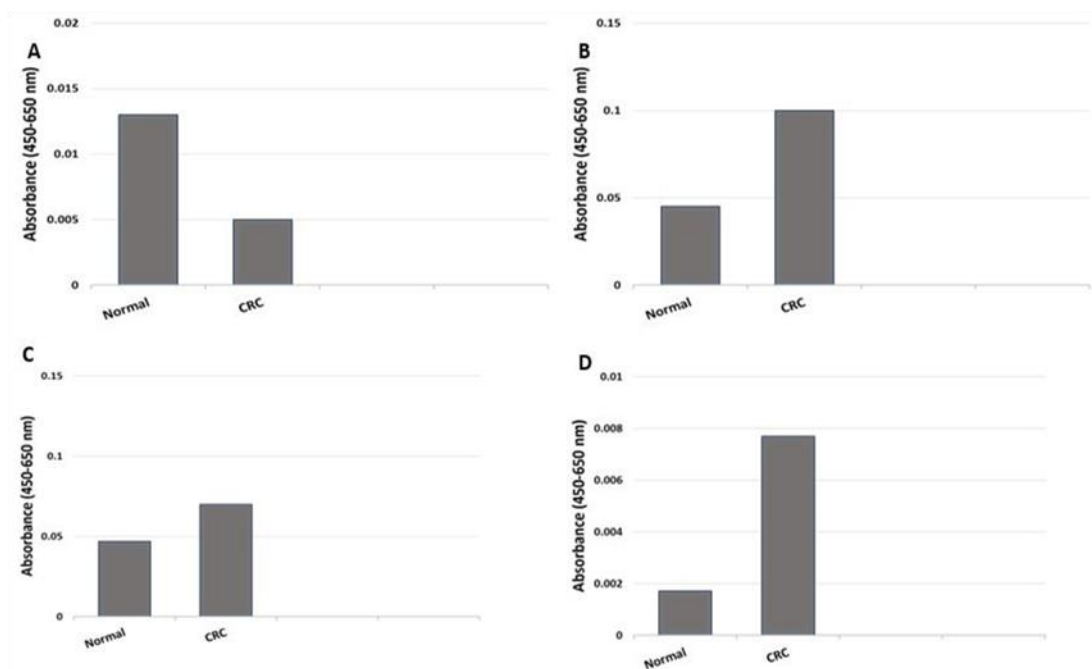 A
Absorbance (450-650 nm)
0.02
0.015
0.01
0.005
0
Normal
CRC
B
Absorbance (450-650 nm)
0.15
0.1
0.05
0
Normal
CRC
C
Absorbance (450-650 nm)
0.15
0.1
0.05
0
Normal
CRC
D
Absorbance (450-650 nm)
0.01
0.008
0.006
0.004
0.002
0
Normal
CRC